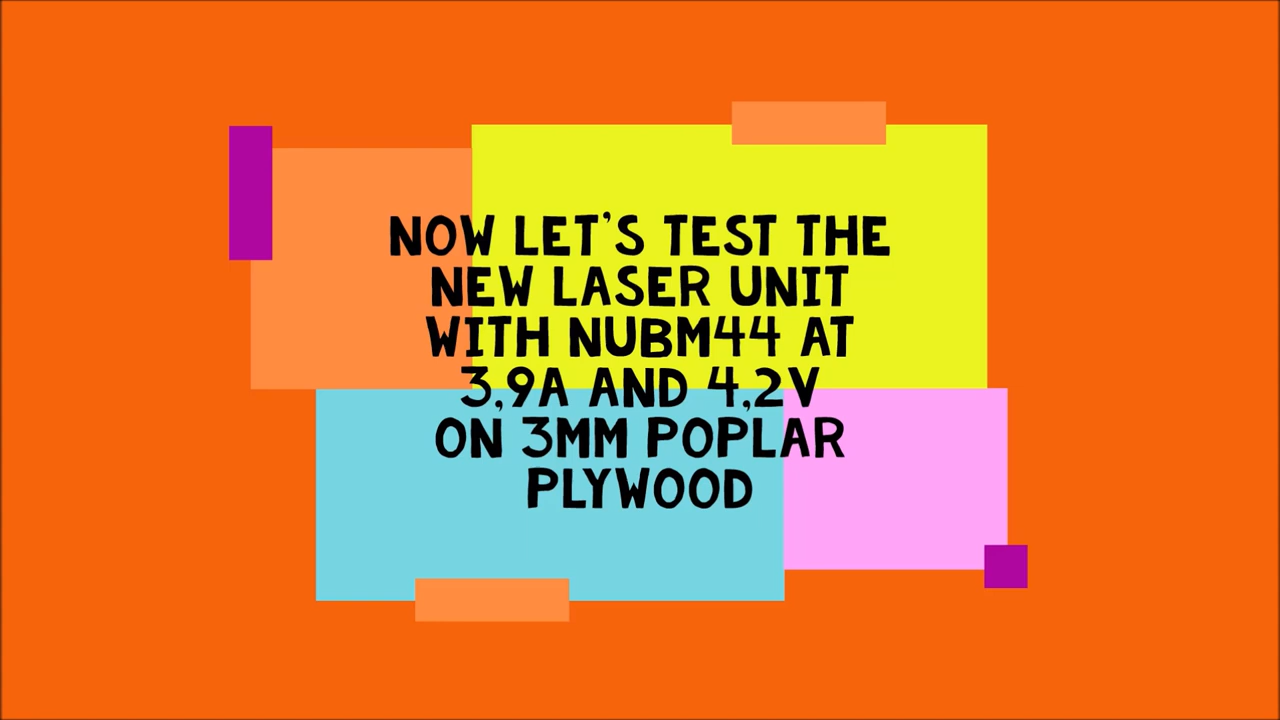 NOW LET'S TEST THE
NEW LASER UNIT
WITH NUBM44 AT
3,9A AND 4,2V
ON 3MM POPLAR
PLYWOOD